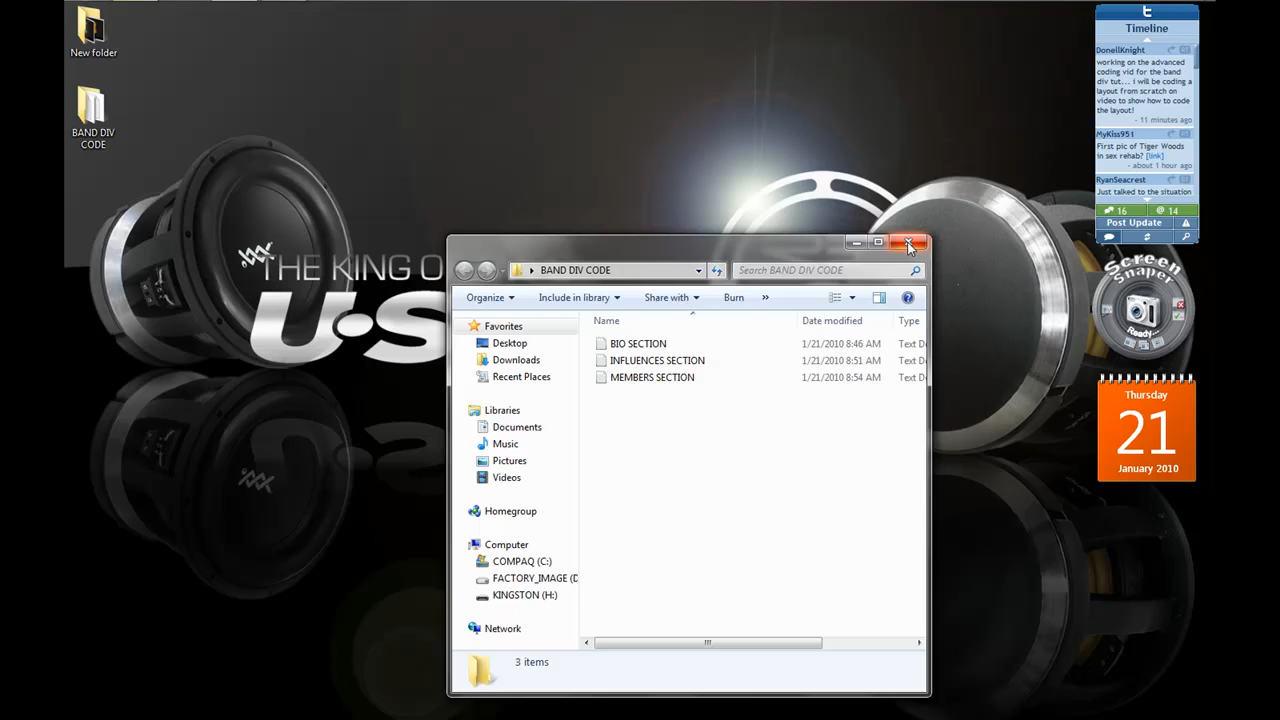 New folder
BAND DIV
CODE
THE KING O
U·S
Timeline
DonellKnight
working on the advanced
coding vid for the band
div tut... i will be coding a
layout from scratch on
video to show how to code
the layout!
- 11 minutes ago
MyKiss951
First pic of Tiger Woods
in sex rehab? [link]
- about 1 hour ago
RyanSeacrest
Just talked to the situation
16
@ 14
Post Update
Screen
Snaper
Ready...
Thursday
21
January 2010
BAND DIV CODE
Search BAND DIV CODE
Organize
Include in library
Share with
Burn
»
Name
Date modified
Type
BIO SECTION
1/21/2010 8:46 AM
Text D
INFLUENCES SECTION
1/21/2010 8:51 AM
Text D
MEMBERS SECTION
1/21/2010 8:54 AM
Text D
Favorites
Desktop
Downloads
Recent Places
Libraries
Documents
Music
Pictures
Videos
Homegroup
Computer
COMPAQ (C:)
FACTORY_IMAGE (D
KINGSTON (H:)
Network
3 items